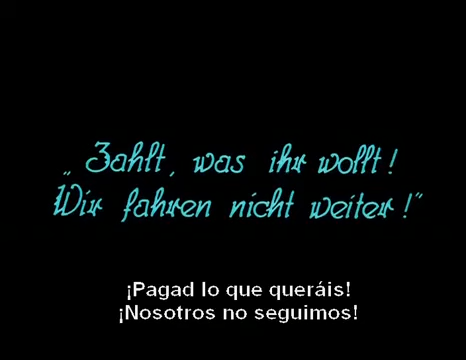 „Zahlt, was ihr wollt!
Wir fahren nicht weiter!"
¡Pagad lo que queráis!
¡Nosotros no seguimos!